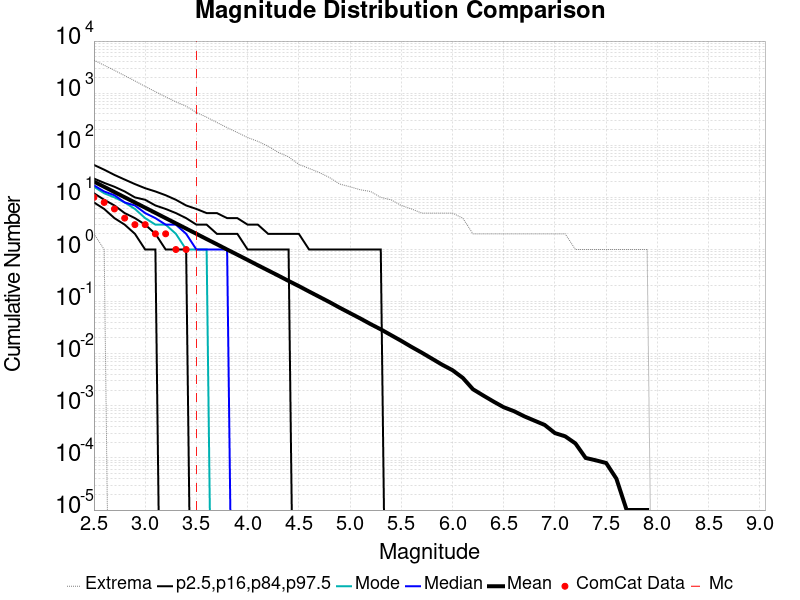 Magnitude Distribution Comparison
10^4
10^3
10^2
10^1
10^0
10^-1
10^-2
10^-3
10^-4
10^-5
Cumulative Number
2.5 3.0 3.5 4.0 4.5 5.0 5.5 6.0 6.5 7.0 7.5 8.0 8.5 9.0
Magnitude
Extrema p2.5,p16,p84,p97.5 Mode Median Mean ComCat Data Mc